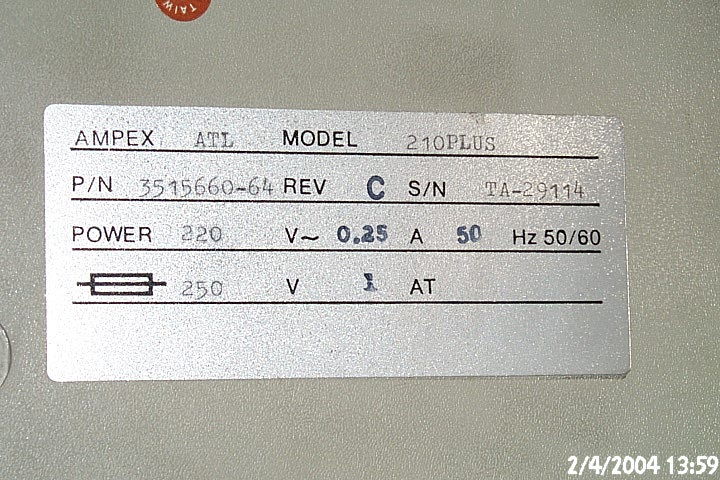 TAIW
AMPEX ATL MODEL 210PLUS
P/N 3515660-64 REV C S/N TA-29114
POWER 220 V~ 0.25 A 50 Hz 50/60
250 V 1 AT
2/4/2004 13:59